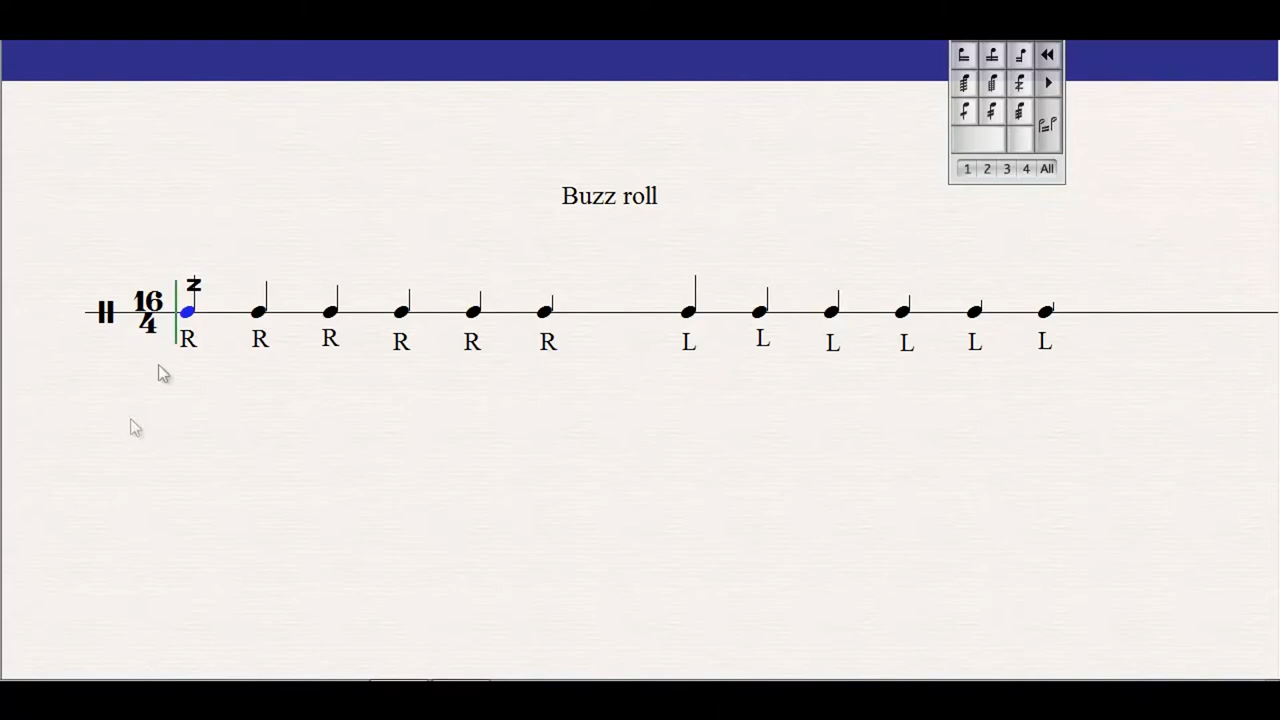 1 2 3 4 All
Buzz roll
16
4
z
R R R R R R L L L L L L